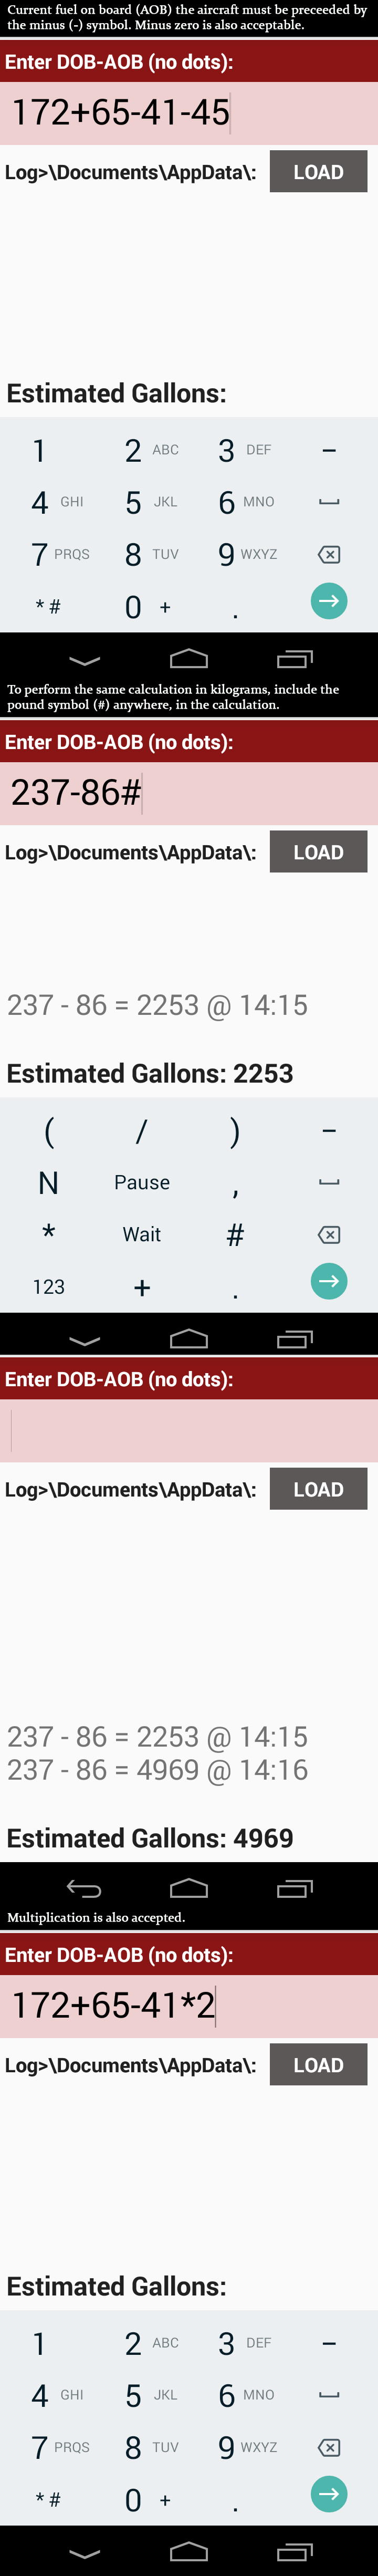 Current fuel on board (AOB) the aircraft must be preceeded by
the minus (-) symbol. Minus zero is also acceptable.
Enter DOB-AOB (no dots):
172+65-41-45
Log>\Documents\AppData\: LOAD
Estimated Gallons:
1 2 ABC 3 DEF -
4 GHI 5 JKL 6 MNO
7 PRQS 8 TUV 9 WXYZ
* # 0 + .
To perform the same calculation in kilograms, include the
pound symbol (#) anywhere, in the calculation.
Enter DOB-AOB (no dots):
237-86#
Log>\Documents\AppData\: LOAD
237 - 86 = 2253 @ 14:15
Estimated Gallons: 2253
( / ) -
N Pause ,
* Wait #
123 + .
Enter DOB-AOB (no dots):
Log>\Documents\AppData\: LOAD
237 - 86 = 2253 @ 14:15
237 - 86 = 4969 @ 14:16
Estimated Gallons: 4969
Multiplication is also accepted.
Enter DOB-AOB (no dots):
172+65-41*2
Log>\Documents\AppData\: LOAD
Estimated Gallons:
1 2 ABC 3 DEF -
4 GHI 5 JKL 6 MNO
7 PRQS 8 TUV 9 WXYZ
* # 0 + .